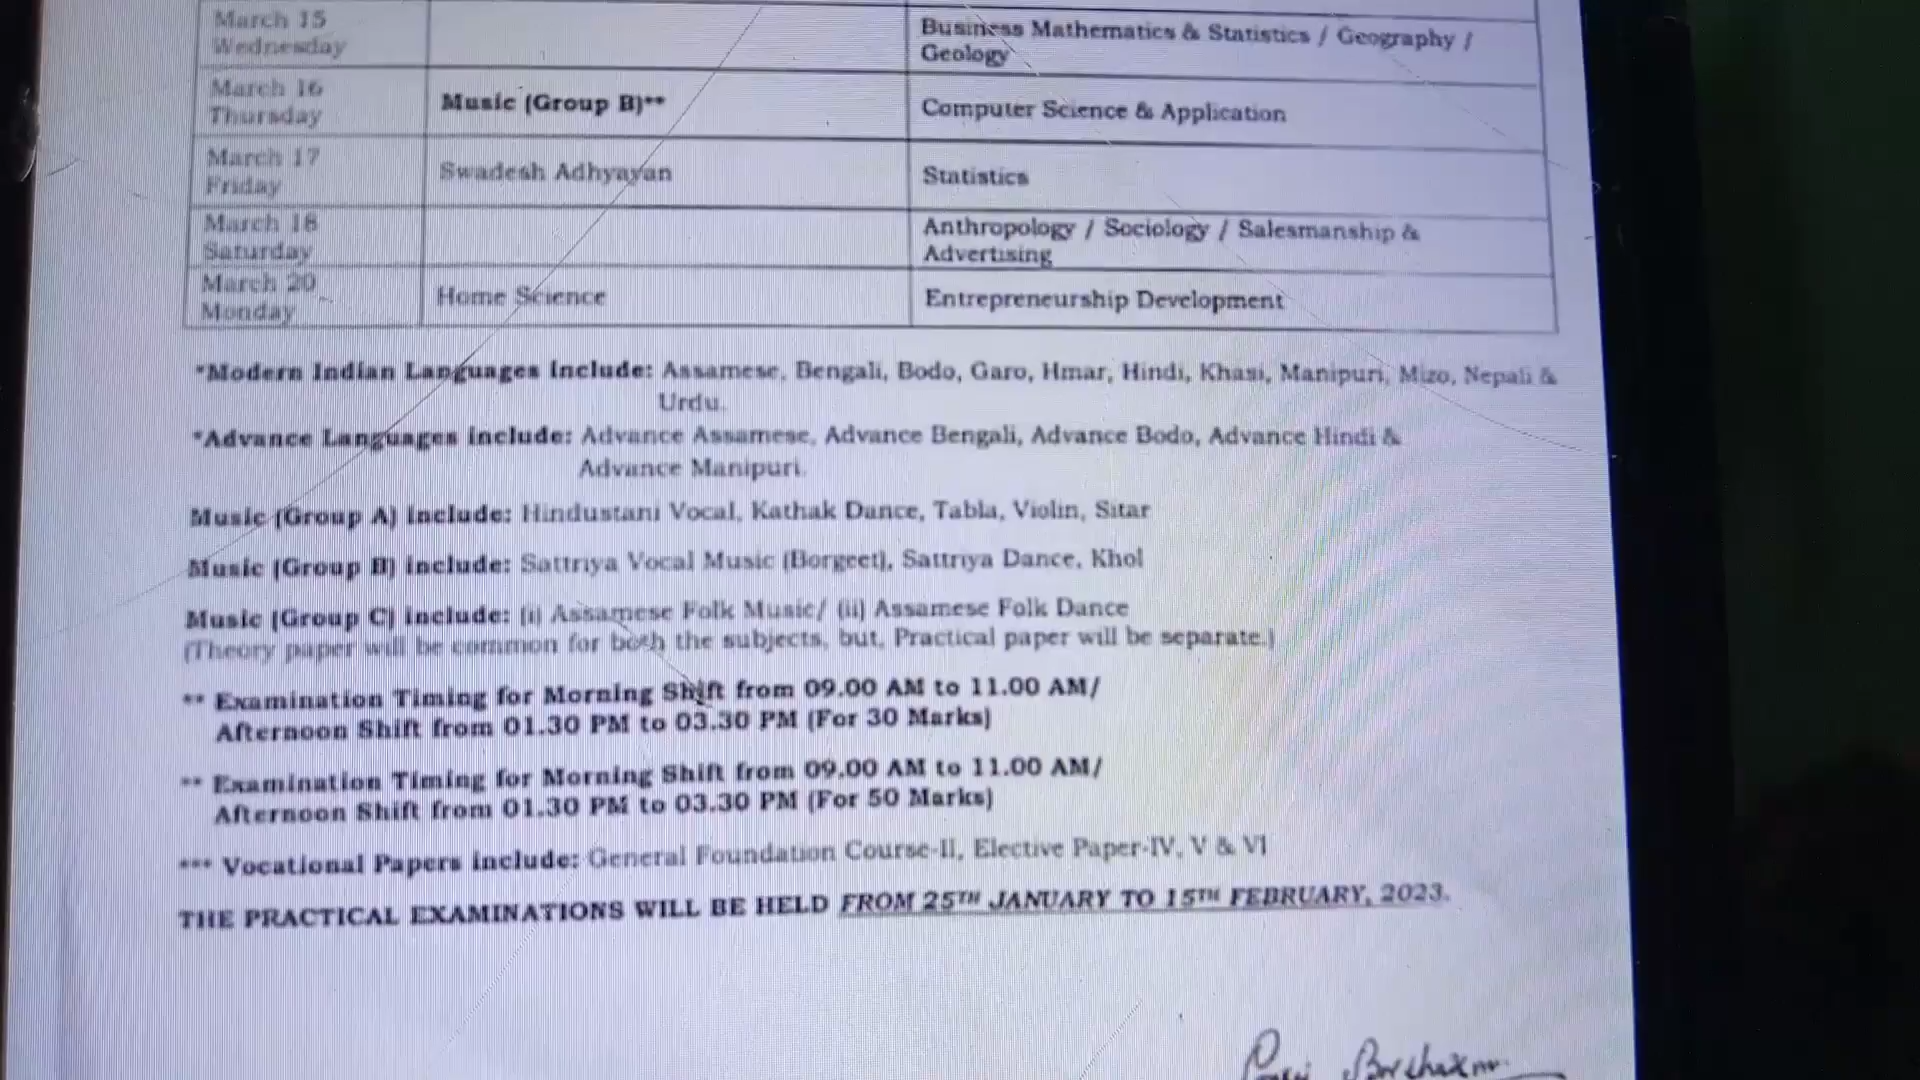 March 15
Wednesday
Business Mathematics & Statistics / Geography /
Geology
March 16
Thursday
Music (Group B)**
Computer Science & Application
March 17
Friday
Swadesh Adhyayan
Statistics
March 18
Saturday
Anthropology / Sociology / Salesmanship &
Advertising
March 20
Monday
Home Science
Entrepreneurship Development
*Modern Indian Languages include: Assamese, Bengali, Bodo, Garo, Hmar, Hindi, Khasi, Manipuri, Mizo, Nepali &
Urdu.
*Advance Languages include: Advance Assamese, Advance Bengali, Advance Bodo, Advance Hindi &
Advance Manipuri.
Music (Group A) include: Hindustani Vocal, Kathak Dance, Tabla, Violin, Sitar
Music (Group B) include: Sattriya Vocal Music (Borgeet), Sattriya Dance, Khol
Music (Group C) include: (i) Assamese Folk Music/ (ii) Assamese Folk Dance
(Theory paper will be common for both the subjects, but, Practical paper will be separate.)
** Examination Timing for Morning Shift from 09.00 AM to 11.00 AM/
Afternoon Shift from 01.30 PM to 03.30 PM (For 30 Marks)
** Examination Timing for Morning Shift from 09.00 AM to 11.00 AM/
Afternoon Shift from 01.30 PM to 03.30 PM (For 50 Marks)
*** Vocational Papers include: General Foundation Course-II, Elective Paper-IV, V & VI
THE PRACTICAL EXAMINATIONS WILL BE HELD FROM 25TH JANUARY TO 15TH FEBRUARY, 2023.